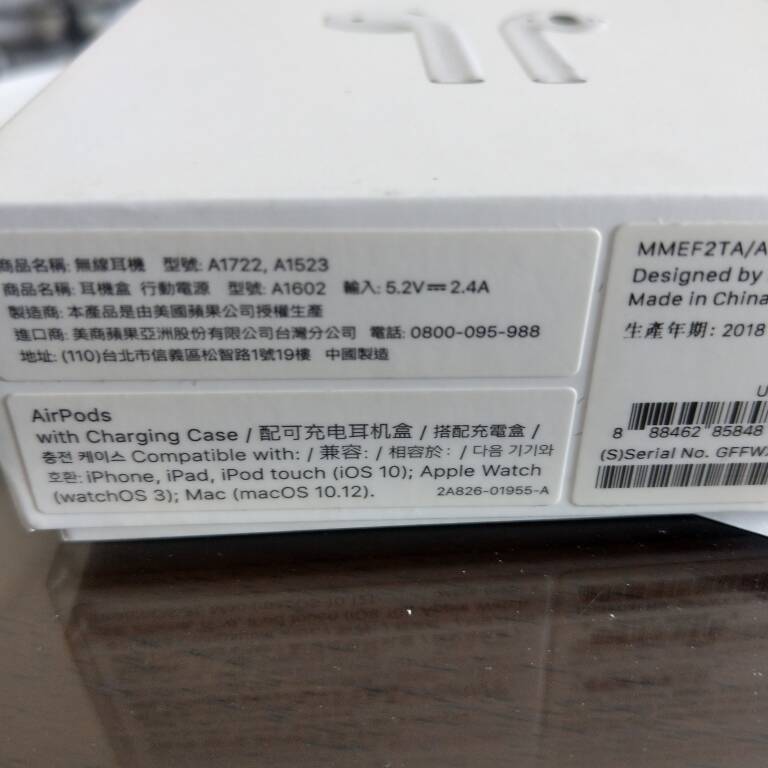 商品名稱: 無線耳機 型號: A1722, A1523
商品名稱: 耳機盒 行動電源 型號: A1602 輸入: 5.2V⎓2.4A
製造商: 本產品是由美國蘋果公司授權生產
進口商: 美商蘋果亞洲股份有限公司台灣分公司 電話: 0800-095-988
地址: (110)台北市信義區松智路1號19樓 中國製造
AirPods
with Charging Case / 配可充电耳机盒 / 搭配充電盒 /
충전 케이스 Compatible with: / 兼容: / 相容於: / 다음 기기와
호환: iPhone, iPad, iPod touch (iOS 10); Apple Watch
(watchOS 3); Mac (macOS 10.12).
2A826-01955-A
MMEF2TA/A
Designed by
Made in China
生產年期: 2018
8 88462 85848
(S)Serial No. GFFW